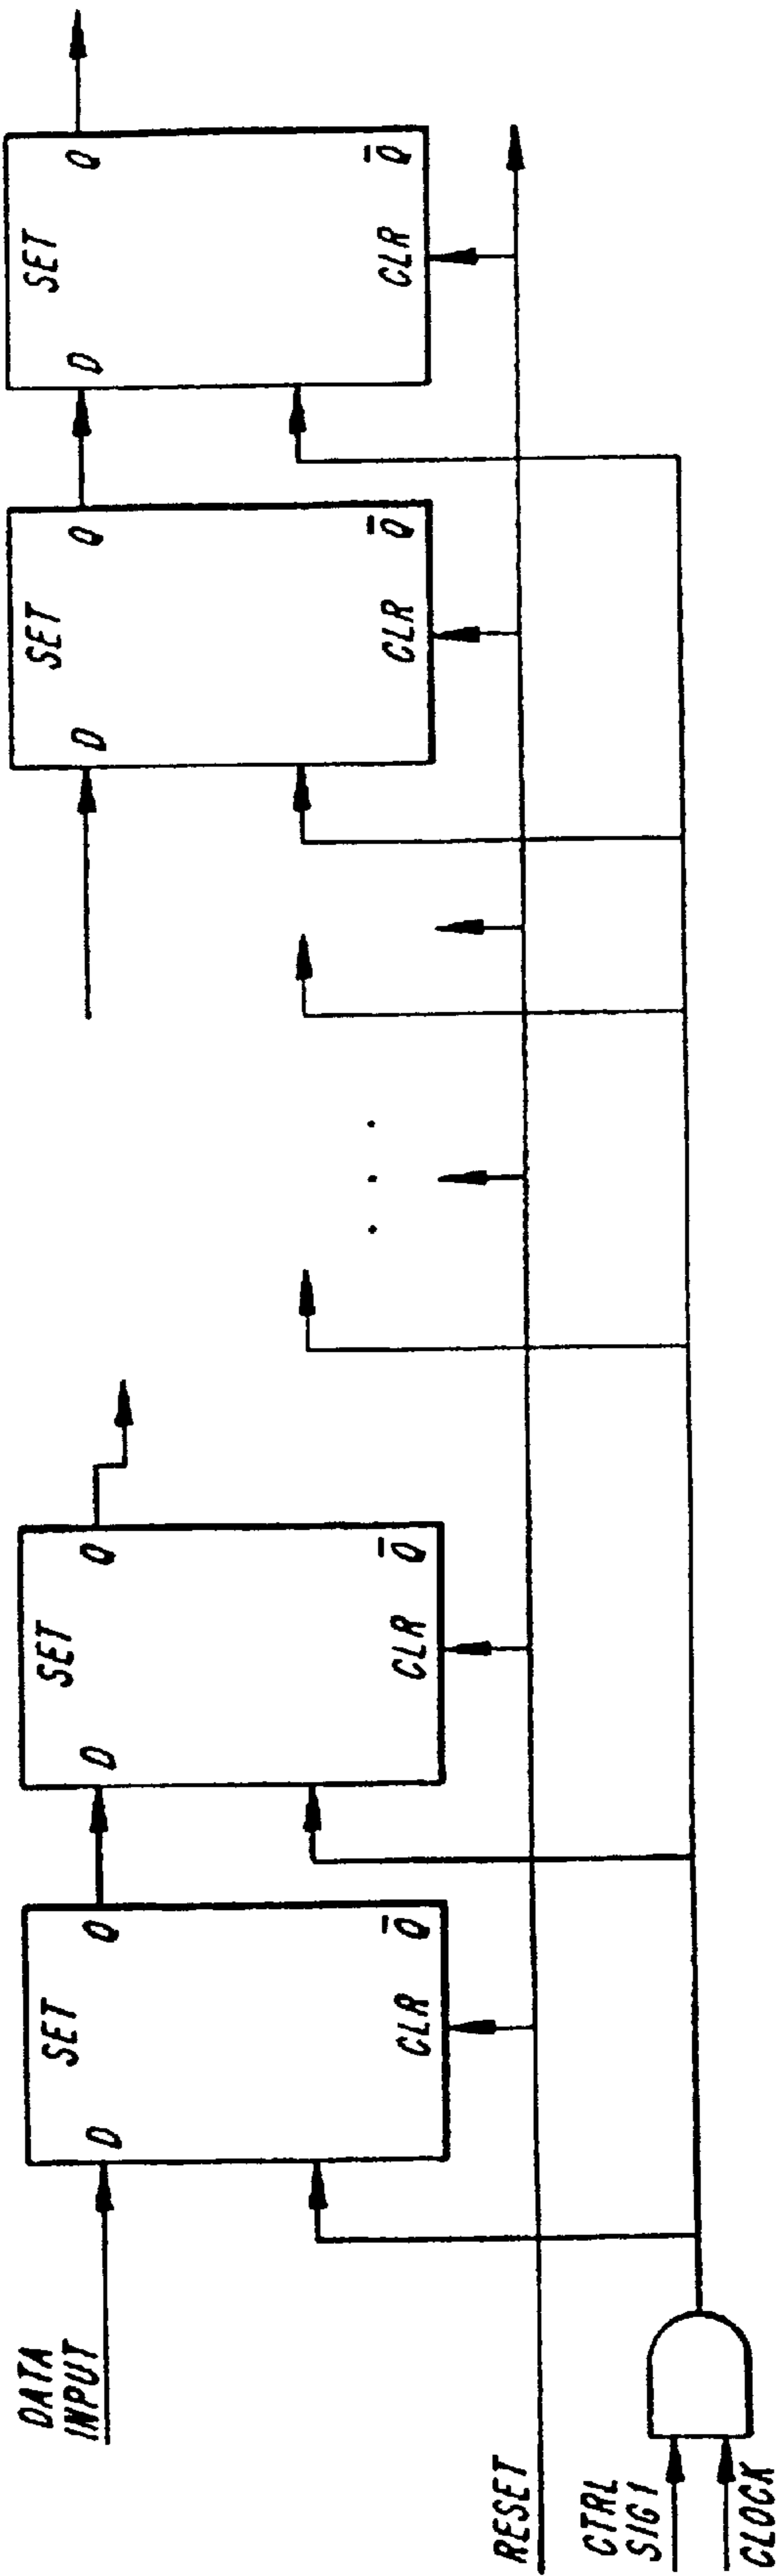 DATA
INPUT
D
SET
Q
CLR
Q̅
D
SET
Q
CLR
Q̅
D
SET
Q
CLR
Q̅
D
SET
Q
CLR
Q̅
RESET
CTRL
SIG1
CLOCK